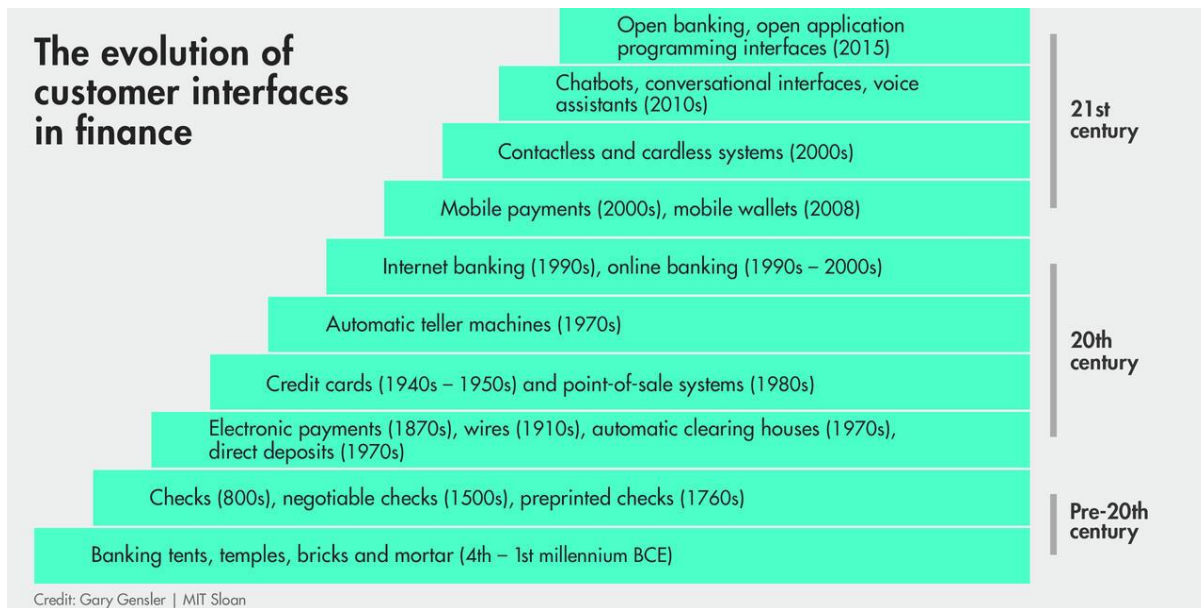 The evolution of
customer interfaces
in finance
Open banking, open application
programming interfaces (2015)
Chatbots, conversational interfaces, voice
assistants (2010s)
Contactless and cardless systems (2000s)
Mobile payments (2000s), mobile wallets (2008)
21st
century
Internet banking (1990s), online banking (1990s – 2000s)
Automatic teller machines (1970s)
Credit cards (1940s – 1950s) and point-of-sale systems (1980s)
Electronic payments (1870s), wires (1910s), automatic clearing houses (1970s),
direct deposits (1970s)
20th
century
Checks (800s), negotiable checks (1500s), preprinted checks (1760s)
Banking tents, temples, bricks and mortar (4th – 1st millennium BCE)
Pre-20th
century
Credit: Gary Gensler | MIT Sloan